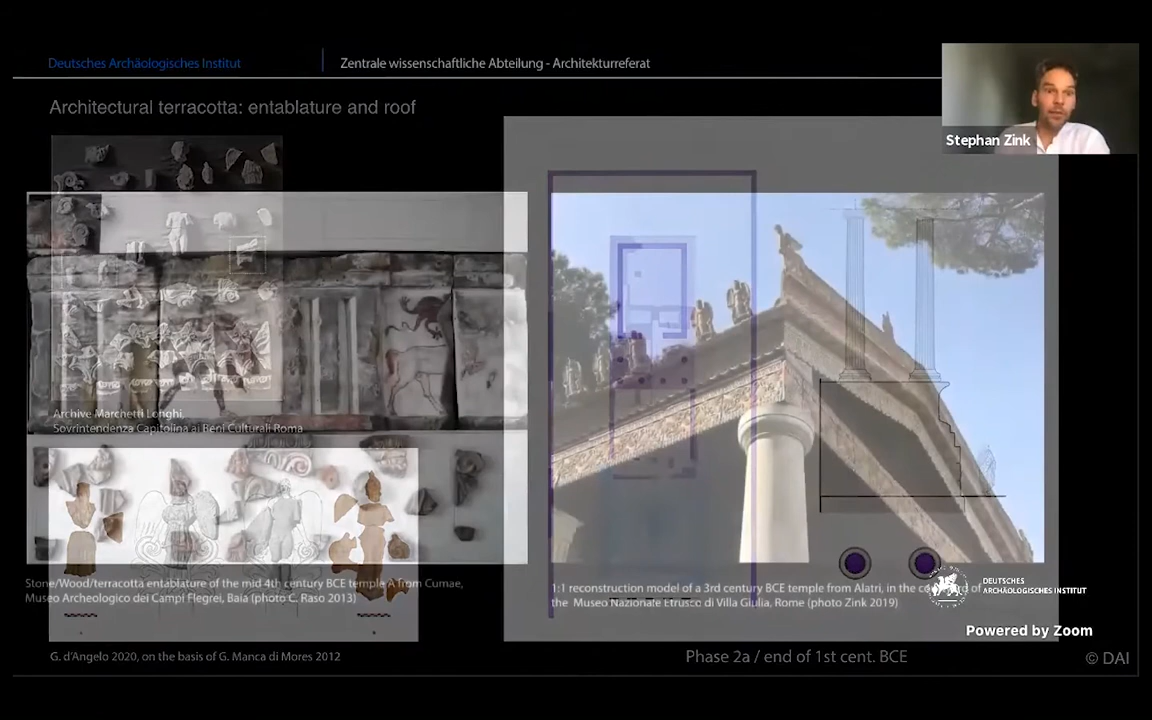 Deutsches Archäologisches Institut
Zentrale wissenschaftliche Abteilung - Architekturreferat
Architectural terracotta: entablature and roof
Stephan Zink
Archive Marchetti Longhi,
Sovrintendenza Capitolina ai Beni Culturali Roma
Stone/Wood/terracotta entablature of the mid 4th century BCE temple A from Cumae,
Museo Archeologico dei Campi Flegrei, Baia (photo C. Raso 2013)
1:1 reconstruction model of a 3rd century BCE temple from Alatri, in the of
the Museo Nazionale Etrusco di Villa Giulia, Rome (photo Zink 2019)
DEUTSCHES
ARCHÄOLOGISCHES INSTITUT
Powered by Zoom
G. d'Angelo 2020, on the basis of G. Manca di Mores 2012
Phase 2a / end of 1st cent. BCE
© DAI